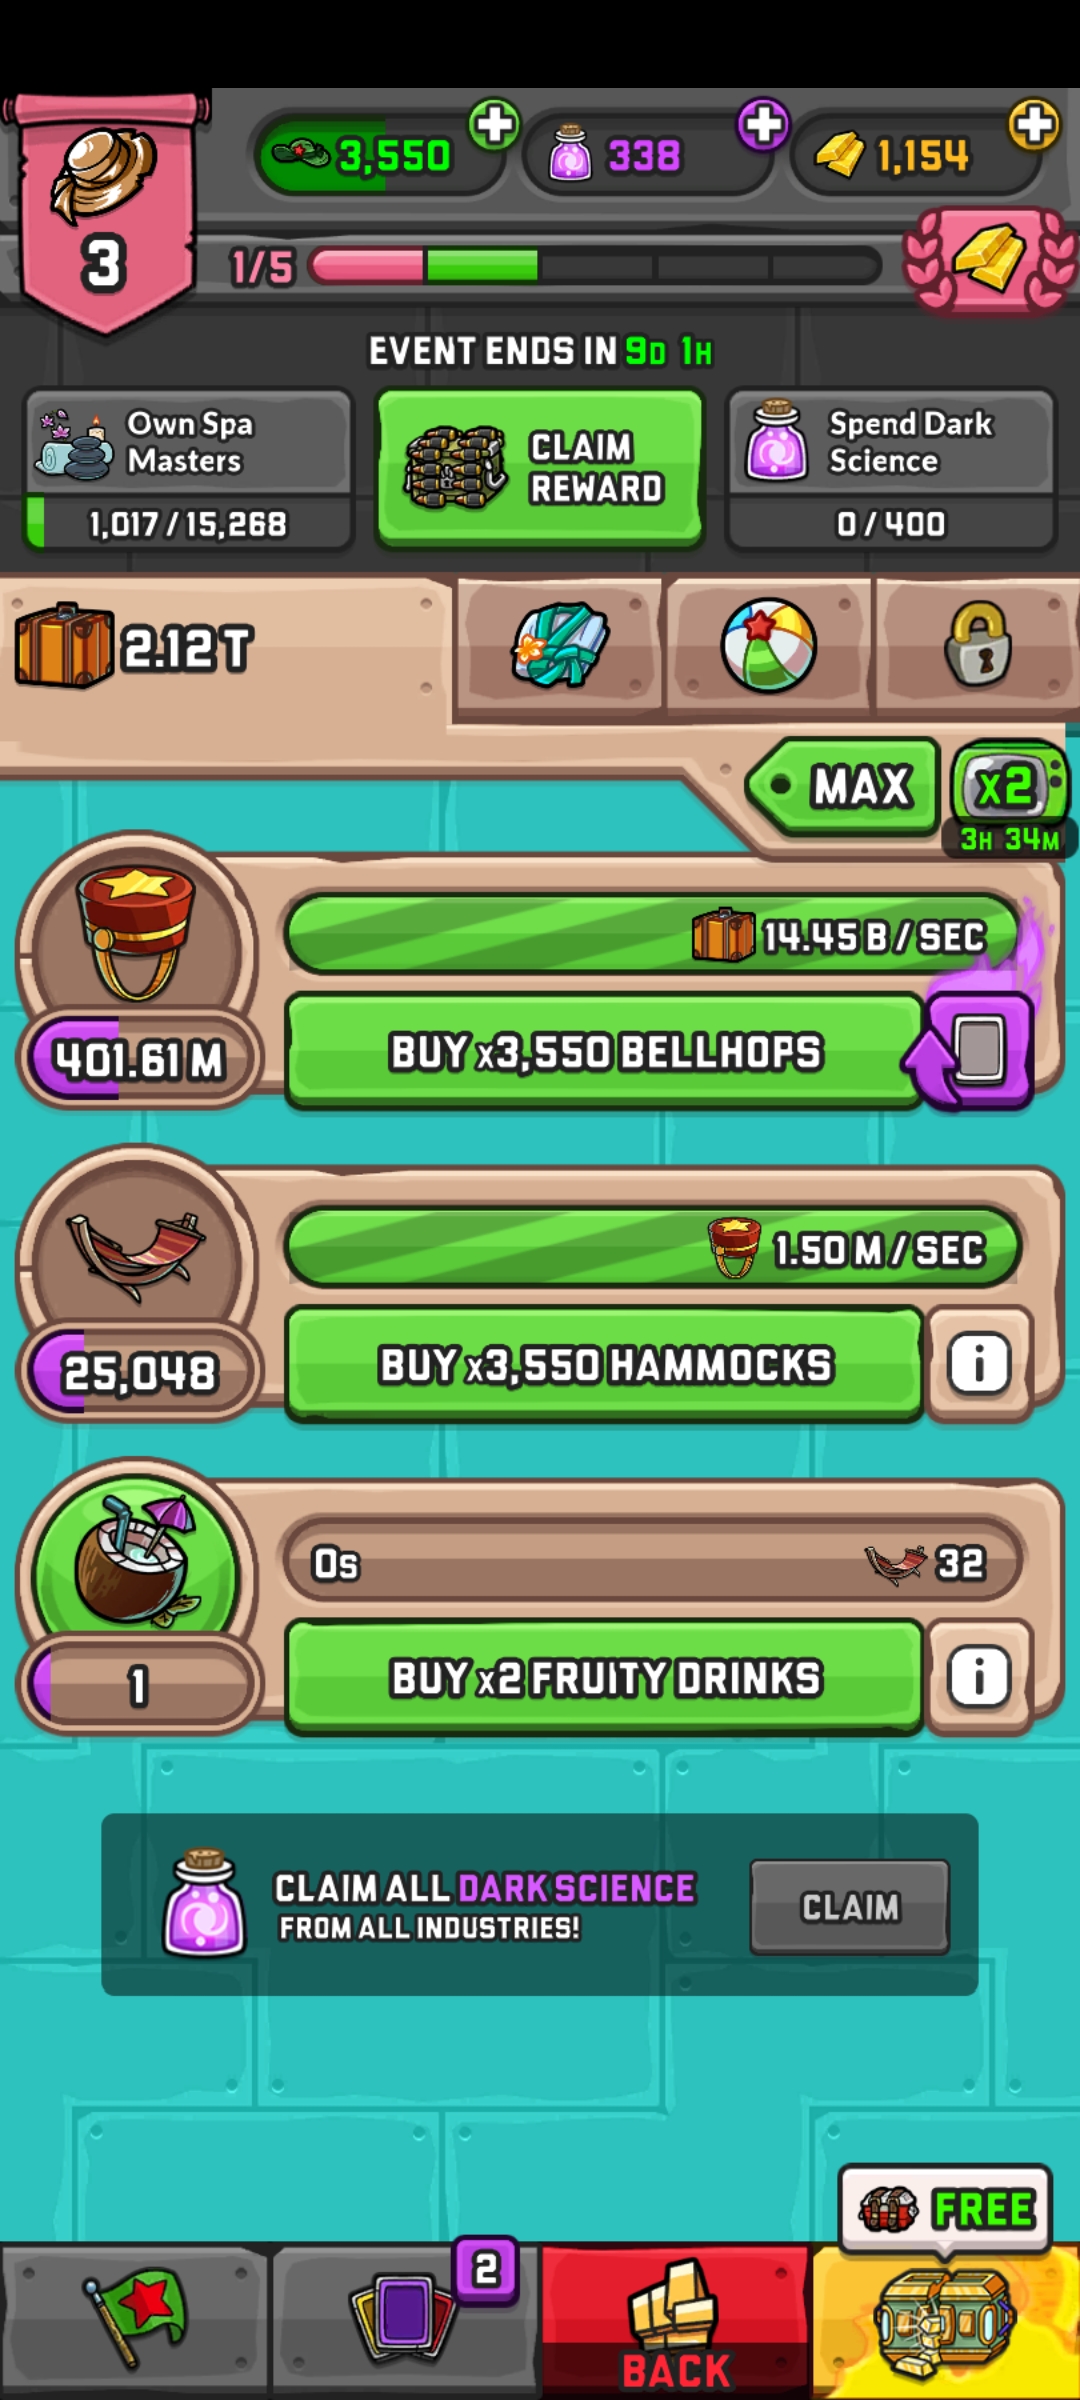 3,550
338
1,154
3
1/5
EVENT ENDS IN 9D 1H
Own Spa
Masters
1,017/15,268
CLAIM
REWARD
Spend Dark
Science
0/400
2.12T
MAX
x2
3H 34M
14.45B/SEC
401.61M
BUY x3,550 BELLHOPS
1.50M/SEC
25,048
BUY x3,550 HAMMOCKS
i
0s
32
1
BUY x2 FRUITY DRINKS
i
CLAIM ALL DARK SCIENCE
FROM ALL INDUSTRIES!
CLAIM
FREE
2
BACK